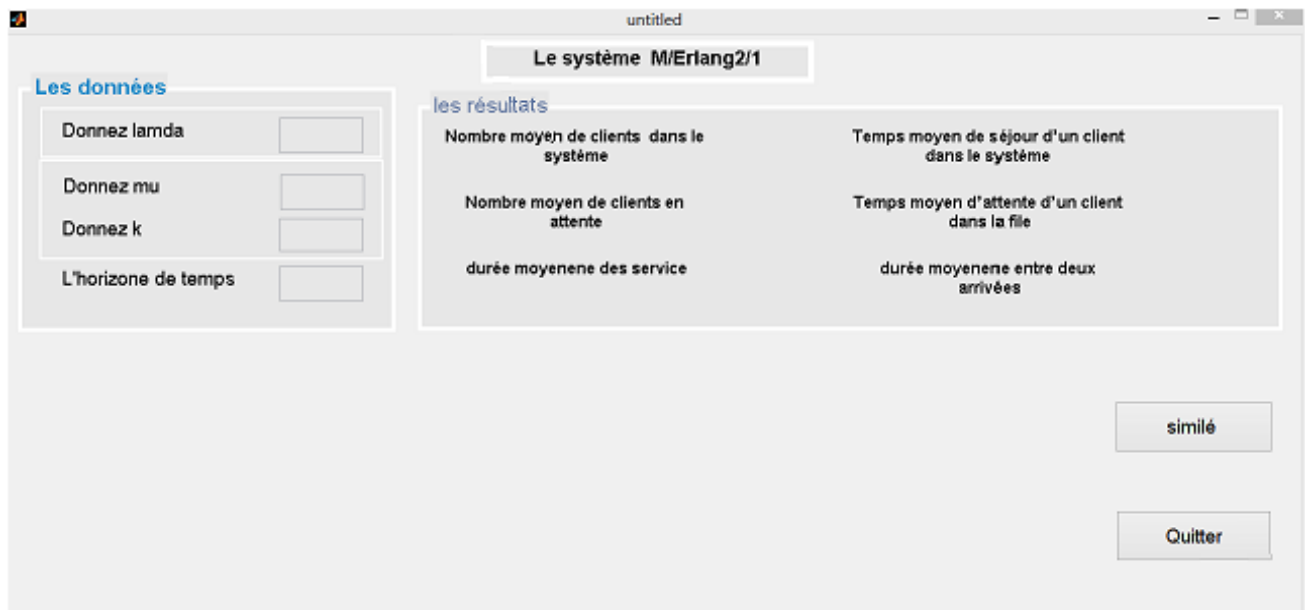 untitled
Le système M/Erlang2/1
Les données
Donnez lamda
Donnez mu
Donnez k
L'horizone de temps
les résultats
Nombre moyen de clients dans le
système
Temps moyen de séjour d'un client
dans le système
Nombre moyen de clients en
attente
Temps moyen d'attente d'un client
dans la file
durée moyenene des service
durée moyenene entre deux
arrivées
similé
Quitter